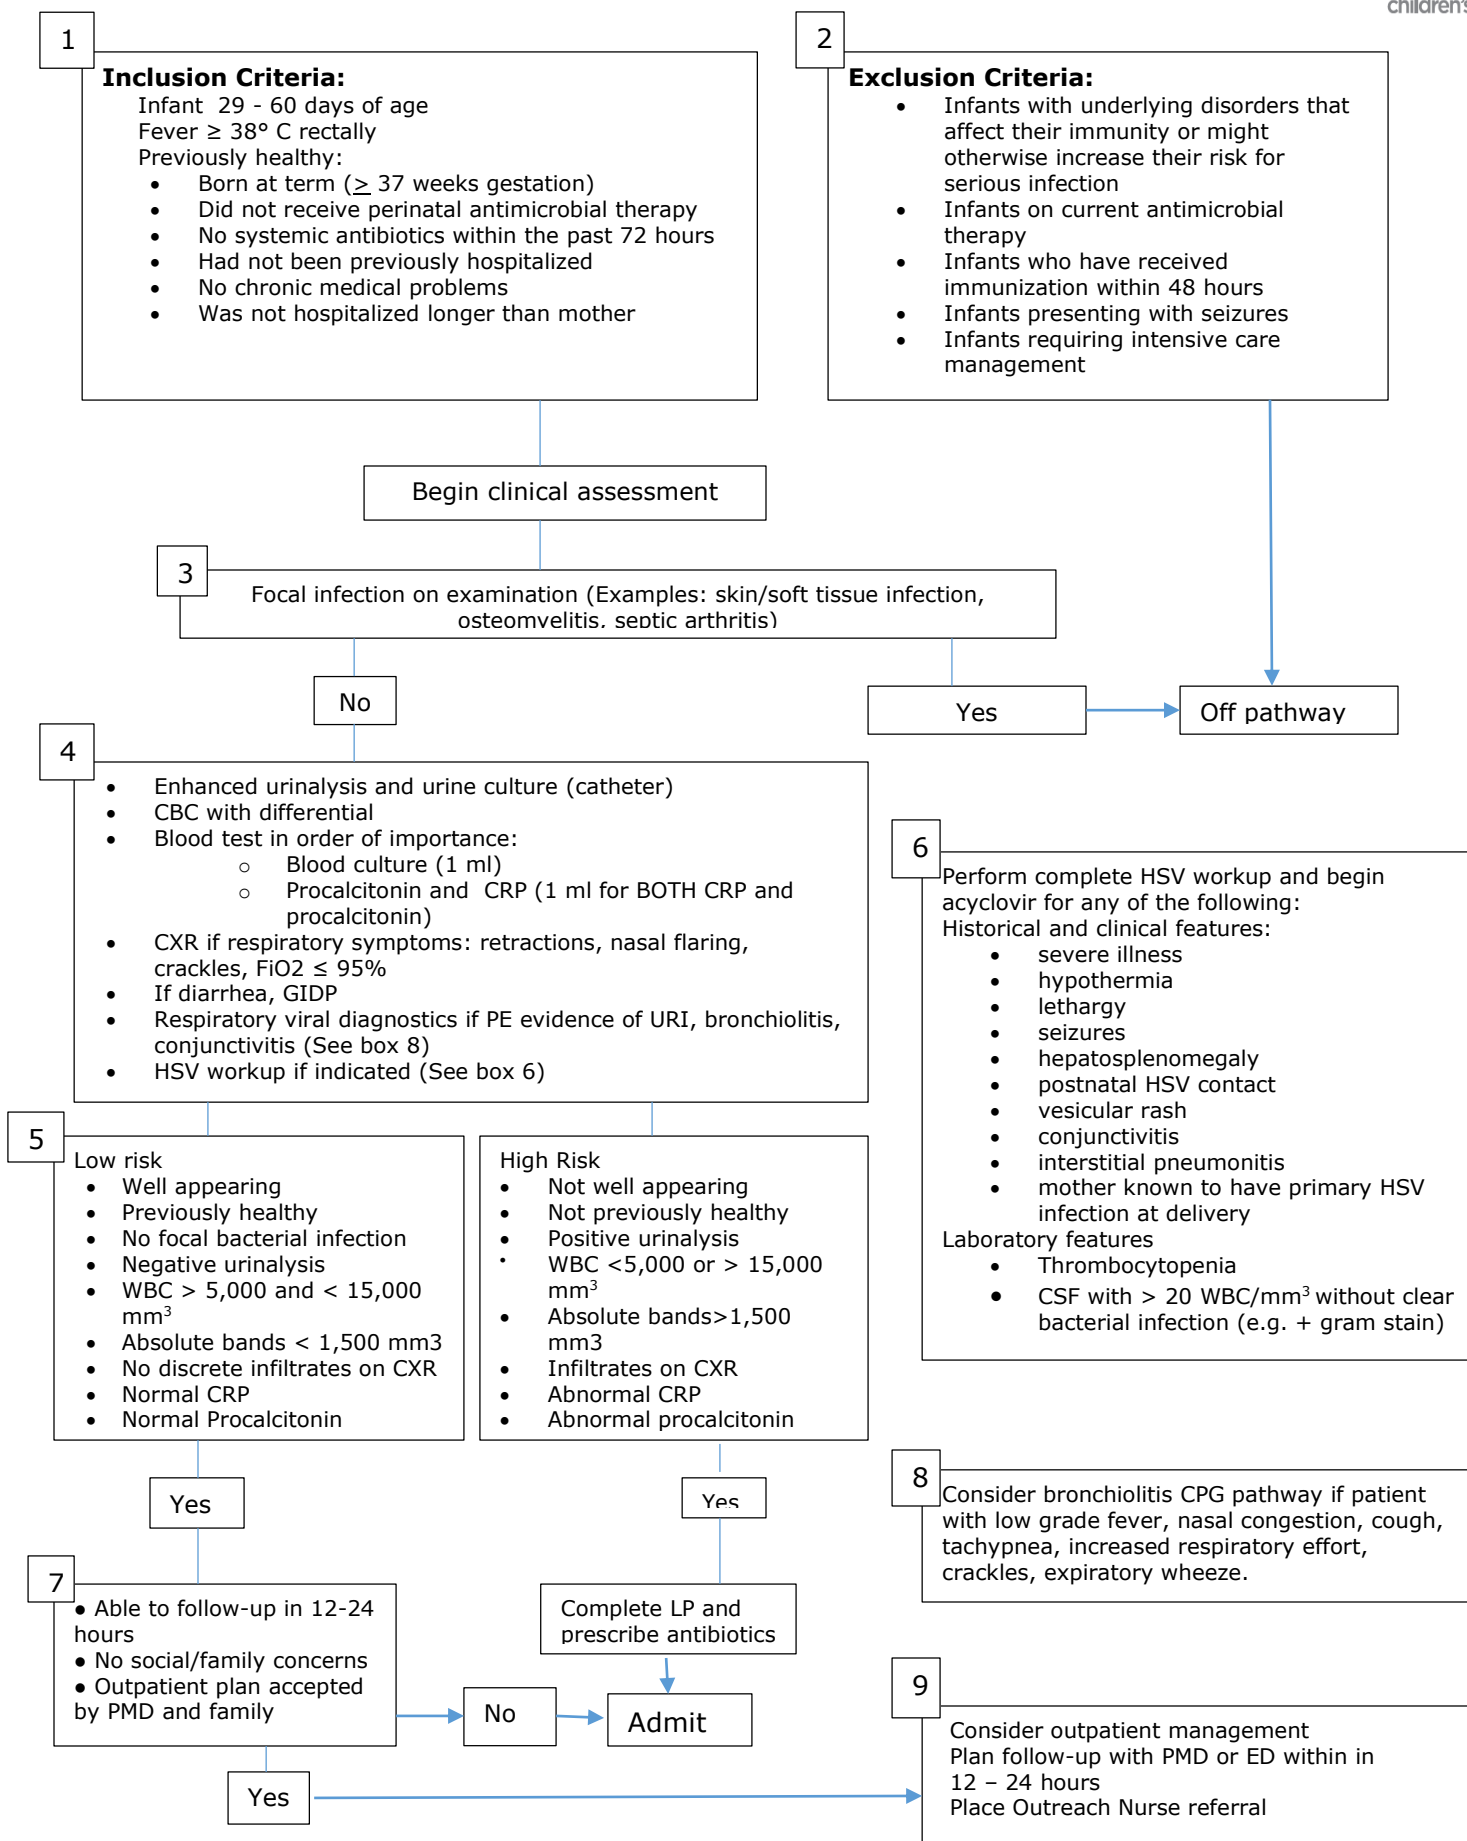 children's
1
Inclusion Criteria:
Infant  29 - 60 days of age
Fever ≥ 38° C rectally
Previously healthy:
• Born at term (≥ 37 weeks gestation)
• Did not receive perinatal antimicrobial therapy
• No systemic antibiotics within the past 72 hours
• Had not been previously hospitalized
• No chronic medical problems
• Was not hospitalized longer than mother
2
Exclusion Criteria:
• Infants with underlying disorders that
affect their immunity or might
otherwise increase their risk for
serious infection
• Infants on current antimicrobial
therapy
• Infants who have received
immunization within 48 hours
• Infants presenting with seizures
• Infants requiring intensive care
management
Begin clinical assessment
3
Focal infection on examination (Examples: skin/soft tissue infection,
osteomyelitis, septic arthritis)
No
Yes
Off pathway
4
• Enhanced urinalysis and urine culture (catheter)
• CBC with differential
• Blood test in order of importance:
o Blood culture (1 ml)
o Procalcitonin and  CRP (1 ml for BOTH CRP and
procalcitonin)
• CXR if respiratory symptoms: retractions, nasal flaring,
crackles, FiO2 ≤ 95%
• If diarrhea, GIDP
• Respiratory viral diagnostics if PE evidence of URI, bronchiolitis,
conjunctivitis (See box 8)
• HSV workup if indicated (See box 6)
5
Low risk
• Well appearing
• Previously healthy
• No focal bacterial infection
• Negative urinalysis
• WBC > 5,000 and < 15,000
mm³
• Absolute bands < 1,500 mm3
• No discrete infiltrates on CXR
• Normal CRP
• Normal Procalcitonin
High Risk
• Not well appearing
• Not previously healthy
• Positive urinalysis
• WBC <5,000 or > 15,000
mm³
• Absolute bands>1,500
mm3
• Infiltrates on CXR
• Abnormal CRP
• Abnormal procalcitonin
6
Perform complete HSV workup and begin
acyclovir for any of the following:
Historical and clinical features:
• severe illness
• hypothermia
• lethargy
• seizures
• hepatosplenomegaly
• postnatal HSV contact
• vesicular rash
• conjunctivitis
• interstitial pneumonitis
• mother known to have primary HSV
infection at delivery
Laboratory features
• Thrombocytopenia
• CSF with > 20 WBC/mm³ without clear
bacterial infection (e.g. + gram stain)
Yes
Yes
8
Consider bronchiolitis CPG pathway if patient
with low grade fever, nasal congestion, cough,
tachypnea, increased respiratory effort,
crackles, expiratory wheeze.
7
● Able to follow-up in 12-24
hours
● No social/family concerns
● Outpatient plan accepted
by PMD and family
Complete LP and
prescribe antibiotics
No
Admit
Yes
9
Consider outpatient management
Plan follow-up with PMD or ED within in
12 – 24 hours
Place Outreach Nurse referral